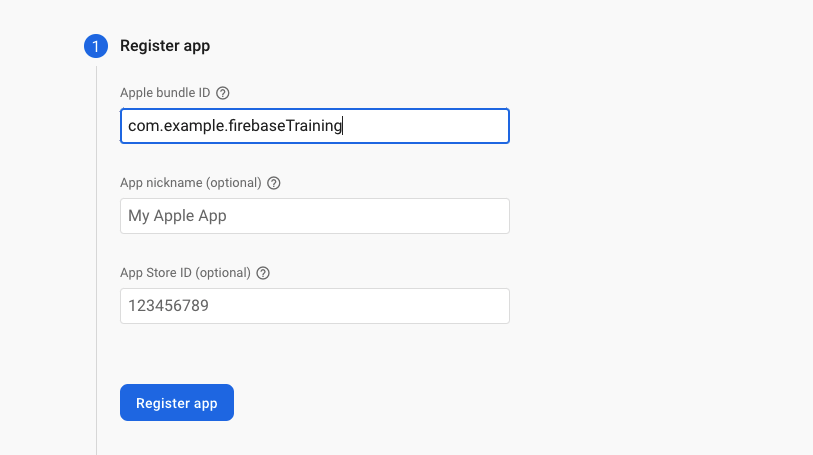 1 Register app
Apple bundle ID ?
com.example.firebaseTraining
App nickname (optional) ?
My Apple App
App Store ID (optional) ?
123456789
Register app